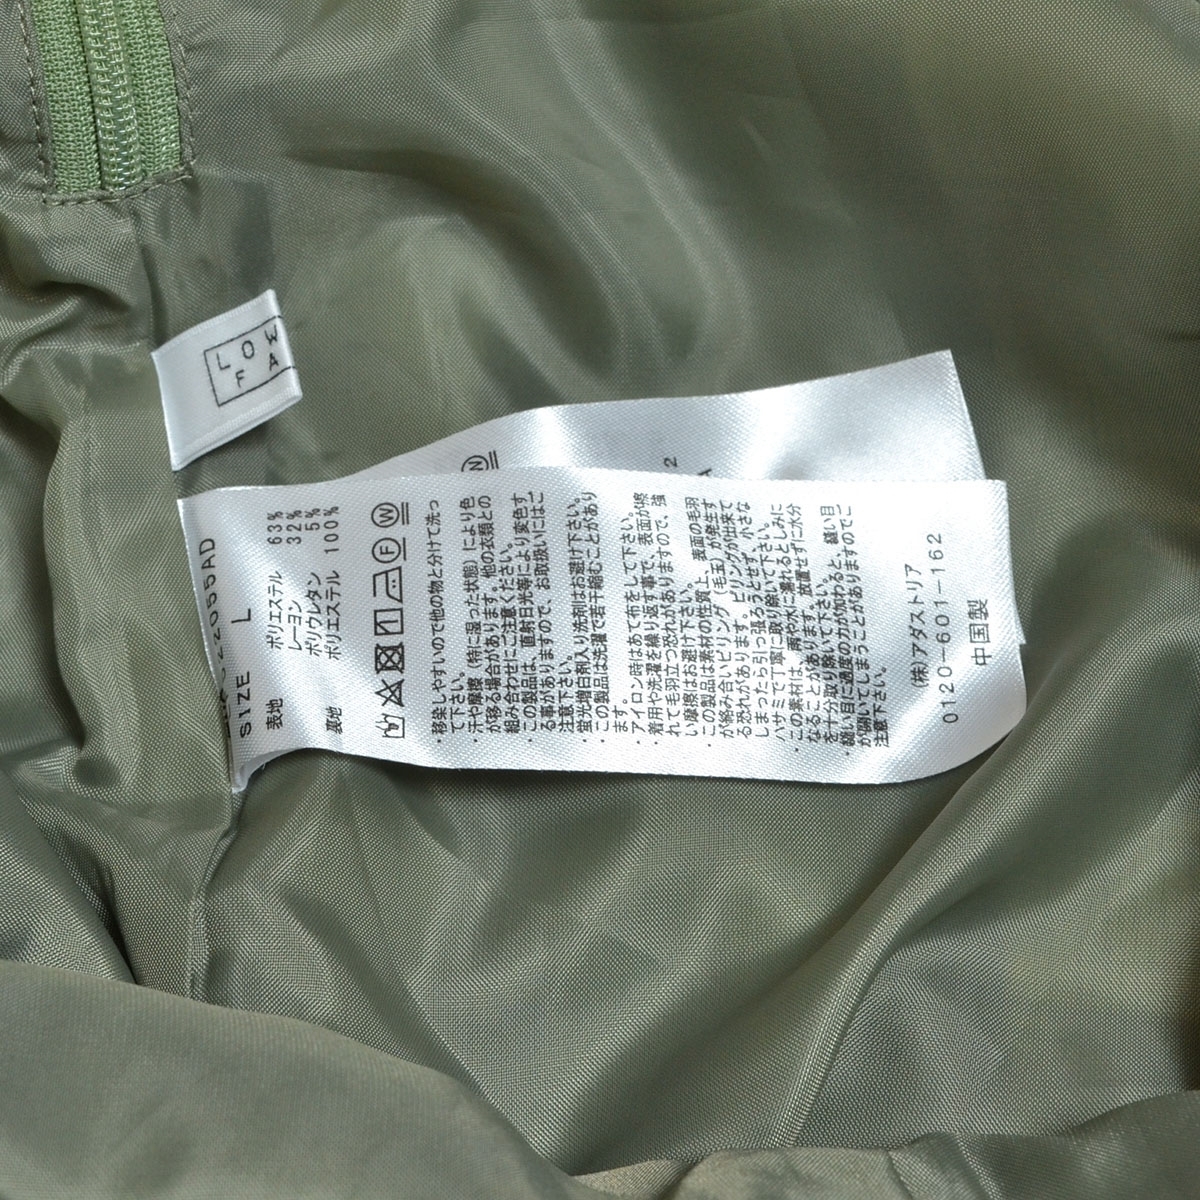 LOW
FA
2055AD
SIZE L
表地 ポリエステル 63%
レーヨン 32%
ポリウレタン 5%
裏地 ポリエステル 100%
F W
・移染しやすいので他の物と分けて洗っ
て下さい。
・汗や摩擦(特に湿った状態)により色
が移る場合があります。他の衣類との
組み合わせにご注意ください。
・この製品は、直射日光等により変色す
る事がありますので、お取扱いにはご
注意下さい。
・蛍光増白剤入り洗剤はお避け下さい。
・この製品は洗濯で若干縮むことがあり
ます。
・アイロン時はあて布をして下さい。
・着用や洗濯を繰り返す事で、表面が擦
れて毛羽立つ恐れがありますので、強
い摩擦はお避け下さい。
・この製品は素材の性質上、表面の毛羽
が絡み合いピリング(毛玉)が発生す
る恐れがあります。ピリングが出来て
しまったら引っ張ろうとせず、小さな
ハサミで丁寧に取り除いて下さい。
・この素材は、雨や水に濡れるとしみに
なることがあります。放置せずに水分
を十分取り除いて下さい。
・縫い目に過度の力が加わると、縫い目
が開いてしまうことがありますのでご
注意下さい。
(株)アダストリア
0120-601-162
中国製
N
2
A